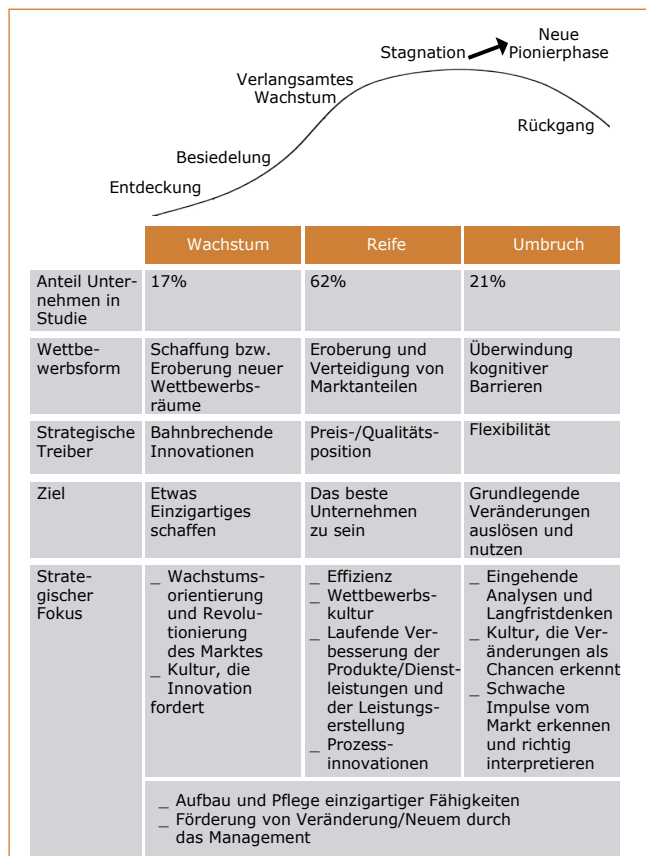 Neue
Stagnation
Pionierphase
Verlangsamtes
Wachstum
Rückgang
Besiedelung
Entdeckung
Wachstum
Reife
Umbruch
Anteil Unter-
nehmen in
Studie
17%
62%
21%
Wettbe-
werbsform
Schaffung bzw.
Eroberung neuer
Wettbewerbs-
räume
Eroberung und
Verteidigung von
Marktanteilen
Überwindung
kognitiver
Barrieren
Strategische
Treiber
Bahnbrechende
Innovationen
Preis-/Qualitäts-
position
Flexibilität
Ziel
Etwas
Einzigartiges
schaffen
Das beste
Unternehmen
zu sein
Grundlegende
Veränderungen
auslösen und
nutzen
Strate-
gischer
Fokus
_ Wachstums-
orientierung
und Revolu-
tionierung
des Marktes
_ Kultur, die
Innovation
fordert
_ Effizienz
_ Wettbewerbs-
kultur
_ Laufende Ver-
besserung der
Produkte/Dienst-
leistungen und
der Leistungs-
erstellung
_ Prozess-
innovationen
_ Eingehende
Analysen und
Langfristdenken
_ Kultur, die Ver-
änderungen als
Chancen erkennt
_ Schwache
Impulse vom
Markt erkennen
und richtig
interpretieren
_ Aufbau und Pflege einzigartiger Fähigkeiten
_ Förderung von Veränderung/Neuem durch
das Management